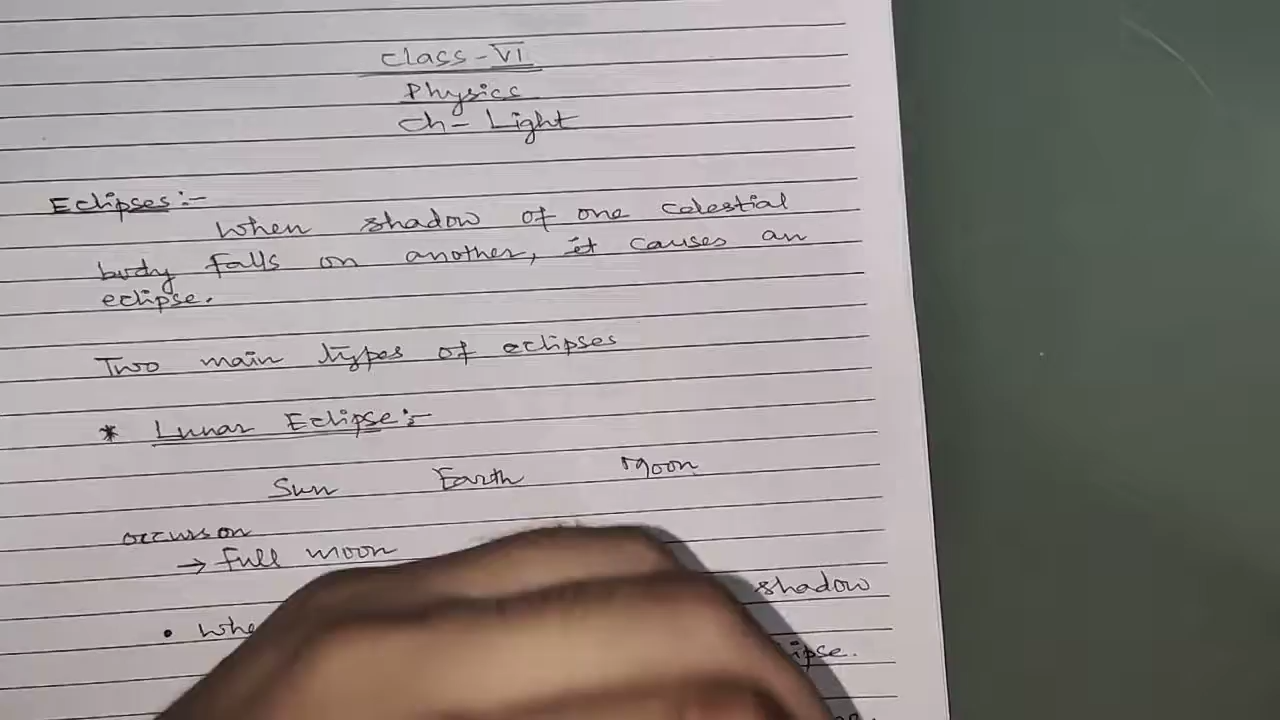 Class-VI
Physics
Ch- Light
Eclipses:-
When shadow of one celestial
body falls on another, it causes an
eclipse.
Two main types of eclipses
* Lunar Eclipse:-
Sun Earth Moon
occurs on
→ Full moon
shadow
•